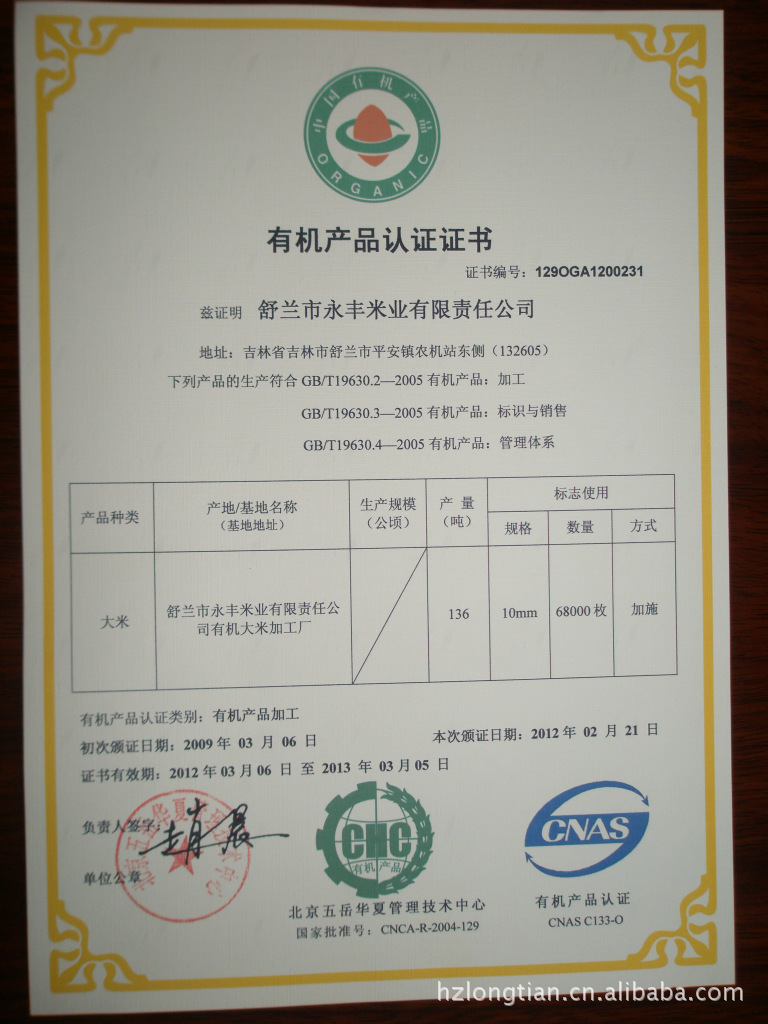 中国有机产品
ORGANIC
有机产品认证证书
证书编号：129OGA1200231
兹证明 舒兰市永丰米业有限责任公司
地址：吉林省吉林市舒兰市平安镇农机站东侧（132605）
下列产品的生产符合 GB/T19630.2—2005 有机产品：加工
GB/T19630.3—2005 有机产品：标识与销售
GB/T19630.4—2005 有机产品：管理体系
产品种类 产地/基地名称 生产规模 产 量 标志使用
（基地地址） （公顷） （吨） 规格 数量 方式
大米 舒兰市永丰米业有限责任公 136 10mm 68000 枚 加施
司有机大米加工厂
有机产品认证类别：有机产品加工
初次颁证日期：2009 年 03 月 06 日 本次颁证日期：2012 年 02 月 21 日
证书有效期：2012 年 03 月 06 日 至 2013 年 03 月 05 日
负责人签字：
单位公章
CHC
有机产品
北京五岳华夏管理技术中心
国家批准号：CNCA-R-2004-129
CNAS
有机产品认证
CNAS C133-O
hzlongtian.cn.alibaba.com